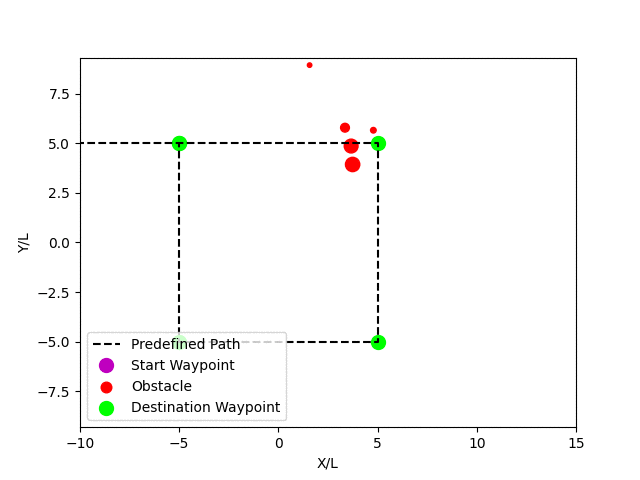 7.5
5.0
2.5
0.0
−2.5
−5.0
−7.5
Y/L
Predefined Path
Start Waypoint
Obstacle
Destination Waypoint
−10
−5
0
5
10
15
X/L